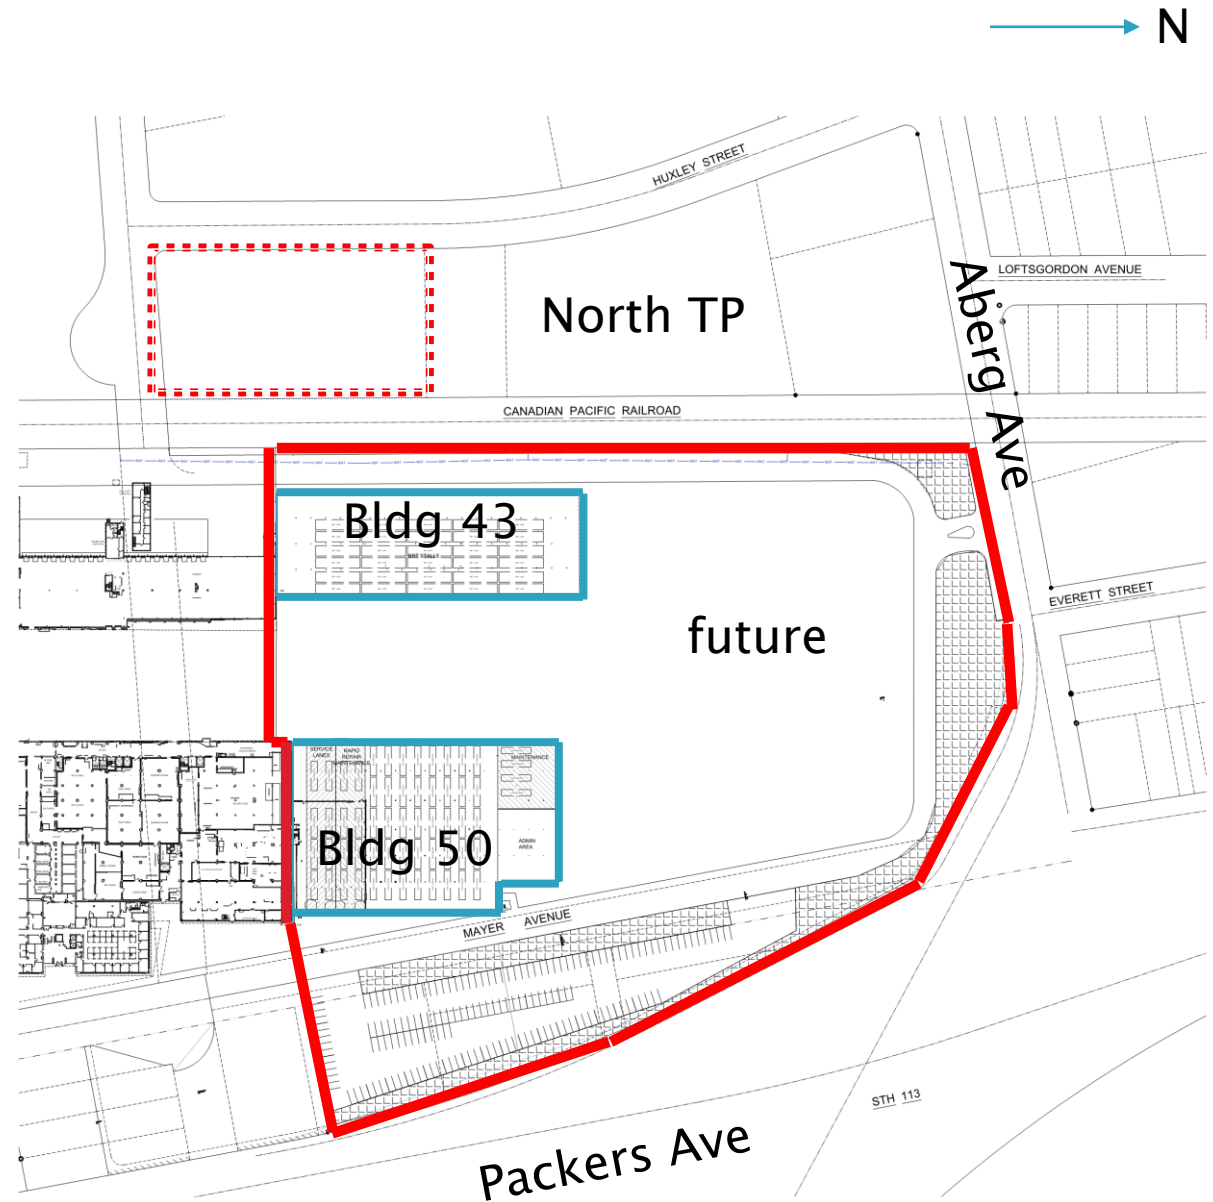 N
HUXLEY STREET
LOFTSGORDON AVENUE
Aberg Ave
North TP
CANADIAN PACIFIC RAILROAD
Bldg 43
EVERETT STREET
future
SERVICE
LANES
RAPID
REPAIR
MAINTENANCE
MAINTENANCE
Bldg 50
ADMIN
AREA
MAYER AVENUE
STH 113
Packers Ave